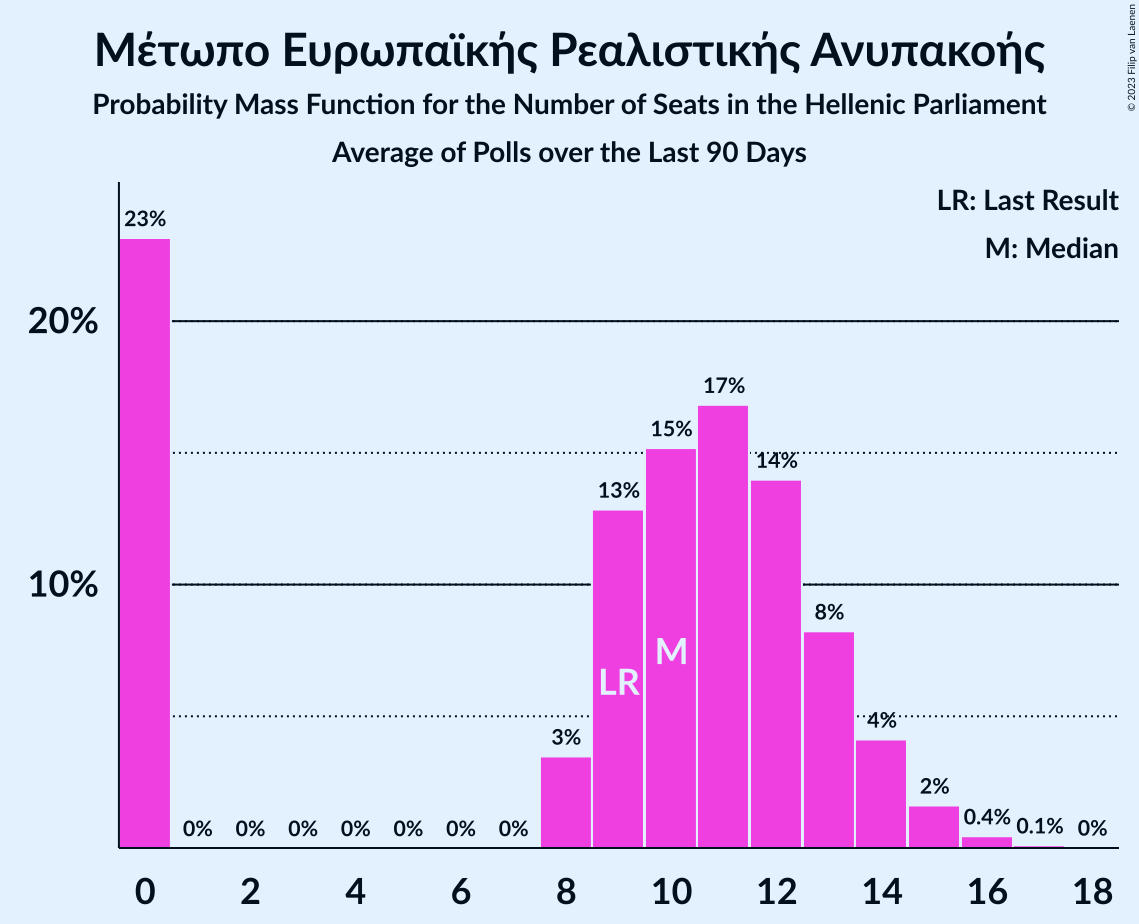 Μέτωπο Ευρωπαϊκής Ρεαλιστικής Ανυπακοής
Probability Mass Function for the Number of Seats in the Hellenic Parliament
Average of Polls over the Last 90 Days
© 2023 Filip van Laenen
LR: Last Result
M: Median
23%
20%
17%
15%
14%
13%
10%
8%
M
LR
4%
3%
2%
0% 0% 0% 0% 0% 0% 0% 0.4% 0.1% 0%
0 2 4 6 8 10 12 14 16 18